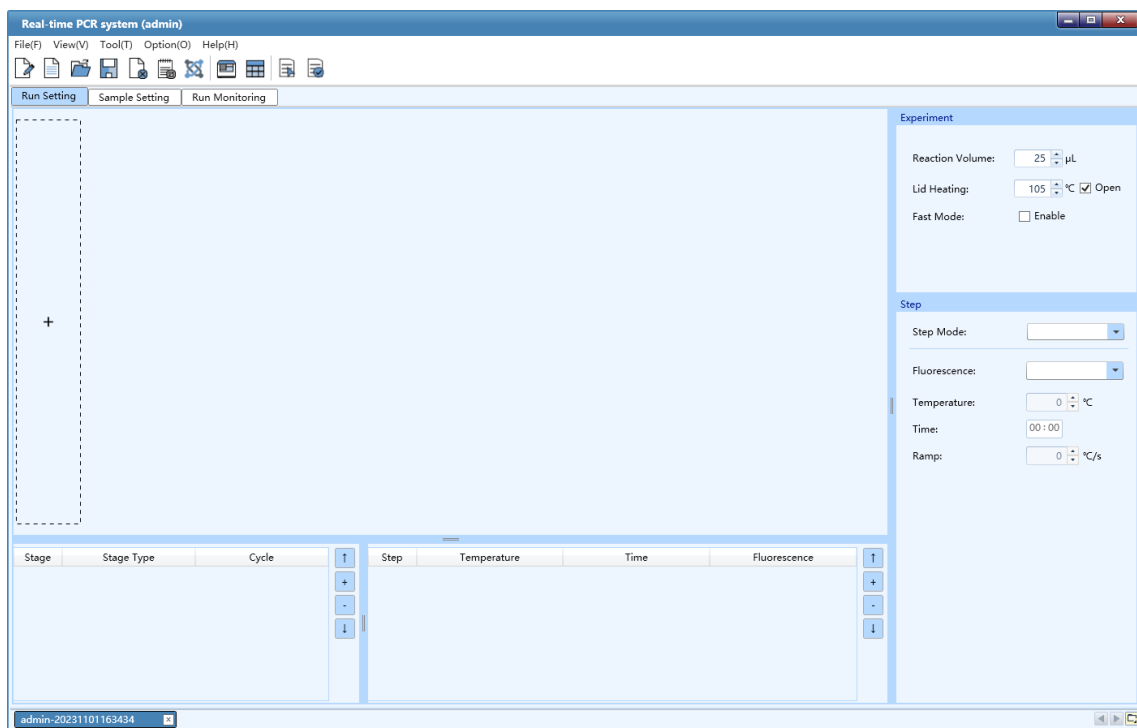 Real-time PCR system (admin)
File(F) View(V) Tool(T) Option(O) Help(H)
Run Setting Sample Setting Run Monitoring
Experiment
Reaction Volume: 25 μL
Lid Heating: 105 ℃ Open
Fast Mode: Enable
+
Step
Step Mode:
Fluorescence:
Temperature: 0 ℃
Time: 00:00
Ramp: 0 ℃/s
Stage Stage Type Cycle ↑
+
-
↓
Step Temperature Time Fluorescence ↑
+
-
↓
admin-20231101163434 x